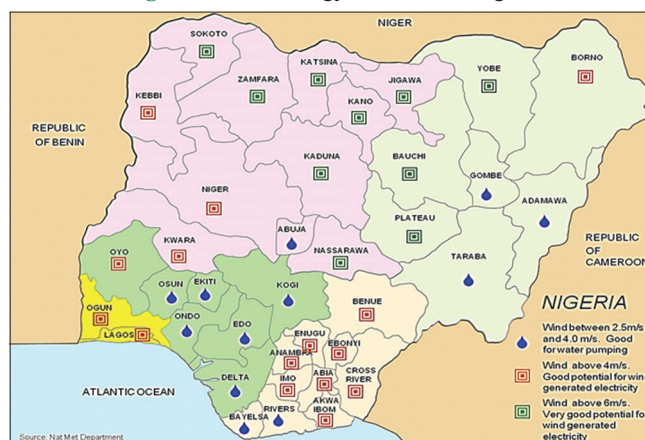 NIGER
SOKOTO
KATSINA
BORNO
YOBE
ZAMFARA
JIGAWA
KEBBI
KANO
REPUBLIC
OF BENIN
KADUNA
BAUCHI
GOMBE
NIGER
ADAMAWA
PLATEAU
ABUJA
KWARA
NASSARAWA
TARABA
REPUBLIC
OF
CAMEROON
OYO
OSUN
EKITI
KOGI
BENUE
NIGERIA
OGUN
LAGOS
ONDO
EDO
ENUGU
EBONYI
ANAMBRA
CROSS
RIVER
IMO
ABIA
DELTA
AKWA
IBOM
BAYELSA
RIVERS
ATLANTIC OCEAN
Wind between 2.5m/s
and 4.0 m/s. Good
for water pumping
Wind above 4m/s.
Good potential for win
generated electricity
Wind above 6m/s.
Very good potential fo
wind generated
electricity
Source: Nat Met Department